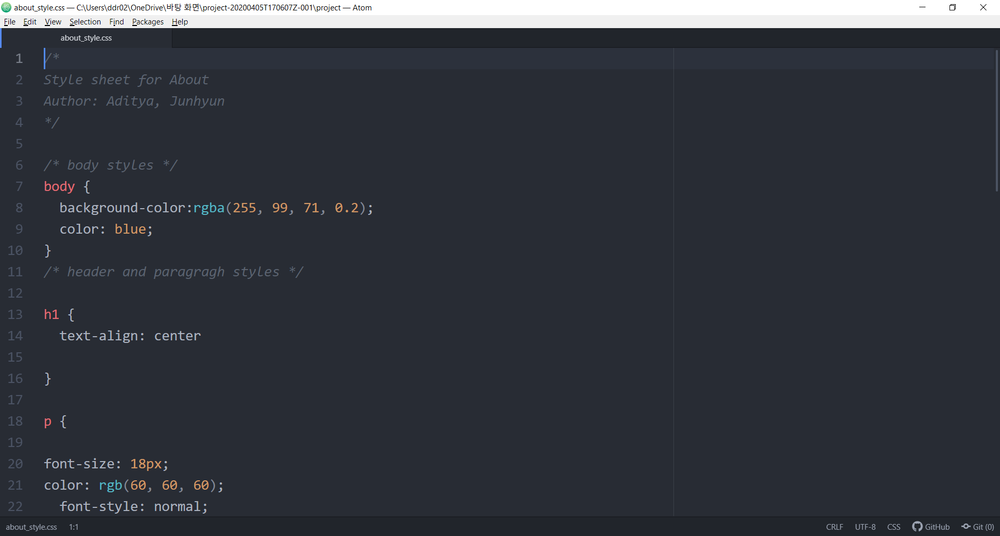 about_style.css — C:\Users\ddr02\OneDrive\바탕 화면\project-20200405T170607Z-001\project — Atom
File Edit View Selection Find Packages Help
about_style.css
1 /*
2 Style sheet for About
3 Author: Aditya, Junhyun
4 */
5
6 /* body styles */
7 body {
8 background-color:rgba(255, 99, 71, 0.2);
9 color: blue;
10 }
11 /* header and paragragh styles */
12
13 h1 {
14 text-align: center
15
16 }
17
18 p {
19
20 font-size: 18px;
21 color: rgb(60, 60, 60);
22 font-style: normal;
about_style.css 1:1 CRLF UTF-8 CSS GitHub Git (0)